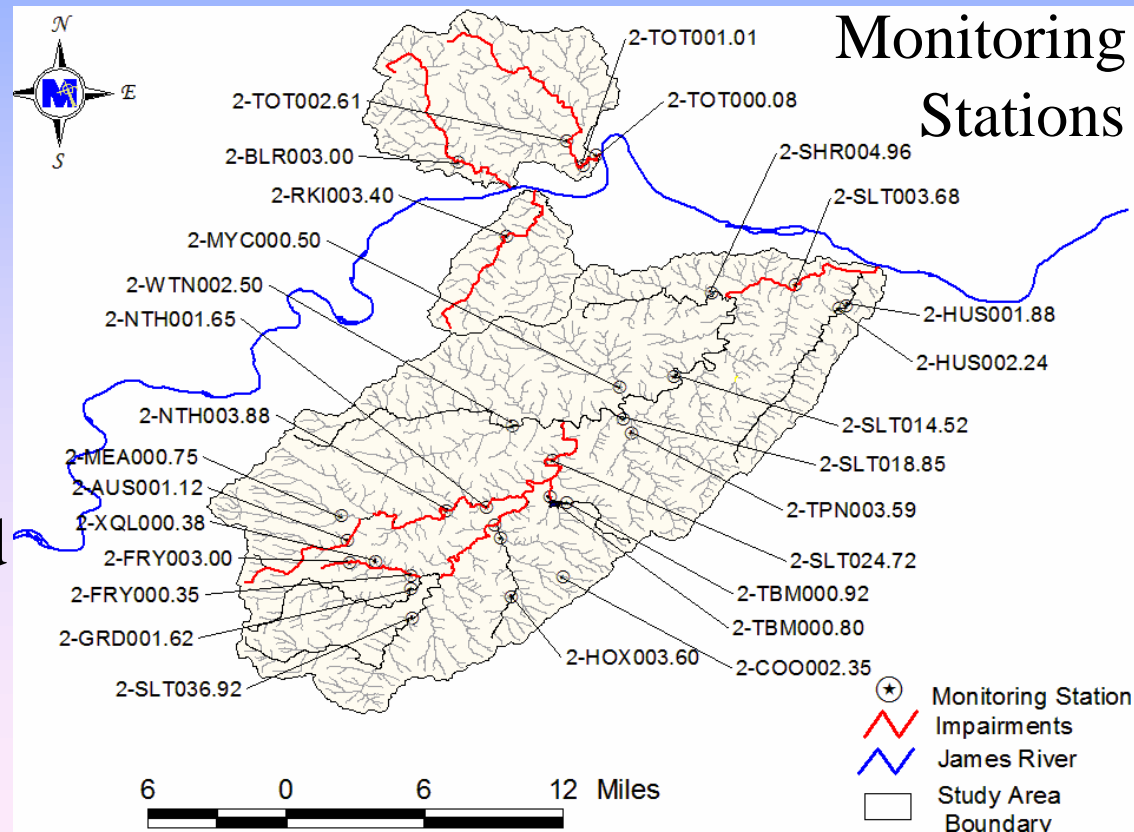 Monitoring
Stations
N
E
S
M
2-TOT001.01
2-TOT002.61
2-TOT000.08
2-BLR003.00
2-SHR004.96
2-RKI003.40
2-SLT003.68
2-MYC000.50
2-WTN002.50
2-NTH001.65
2-HUS001.88
2-HUS002.24
2-NTH003.88
2-SLT014.52
2-MEA000.75
2-SLT018.85
2-AUS001.12
2-TPN003.59
2-XQL000.38
2-FRY003.00
2-SLT024.72
2-FRY000.35
2-TBM000.92
2-TBM000.80
2-GRD001.62
2-HOX003.60
2-COO002.35
2-SLT036.92
Monitoring Station
Impairments
James River
Study Area
Boundary
6 0 6 12 Miles